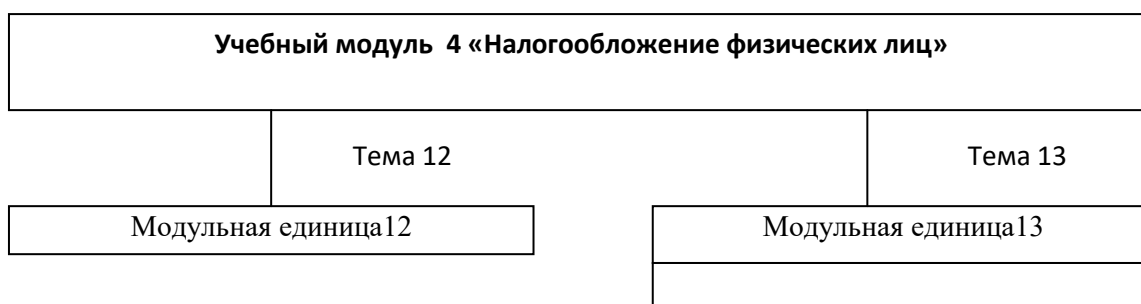 Учебный модуль 4 «Налогообложение физических лиц»
Тема 12
Тема 13
Модульная единица12
Модульная единица13